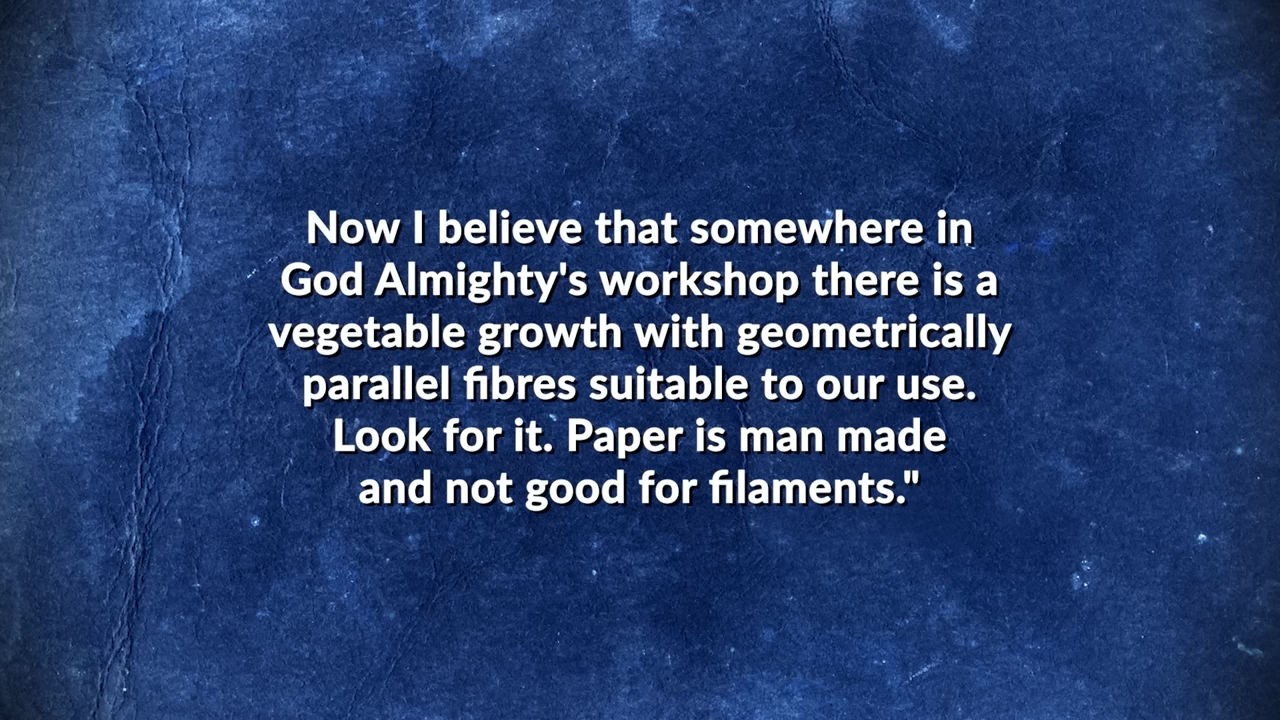 Now I believe that somewhere in
God Almighty's workshop there is a
vegetable growth with geometrically
parallel fibres suitable to our use.
Look for it. Paper is man made
and not good for filaments."